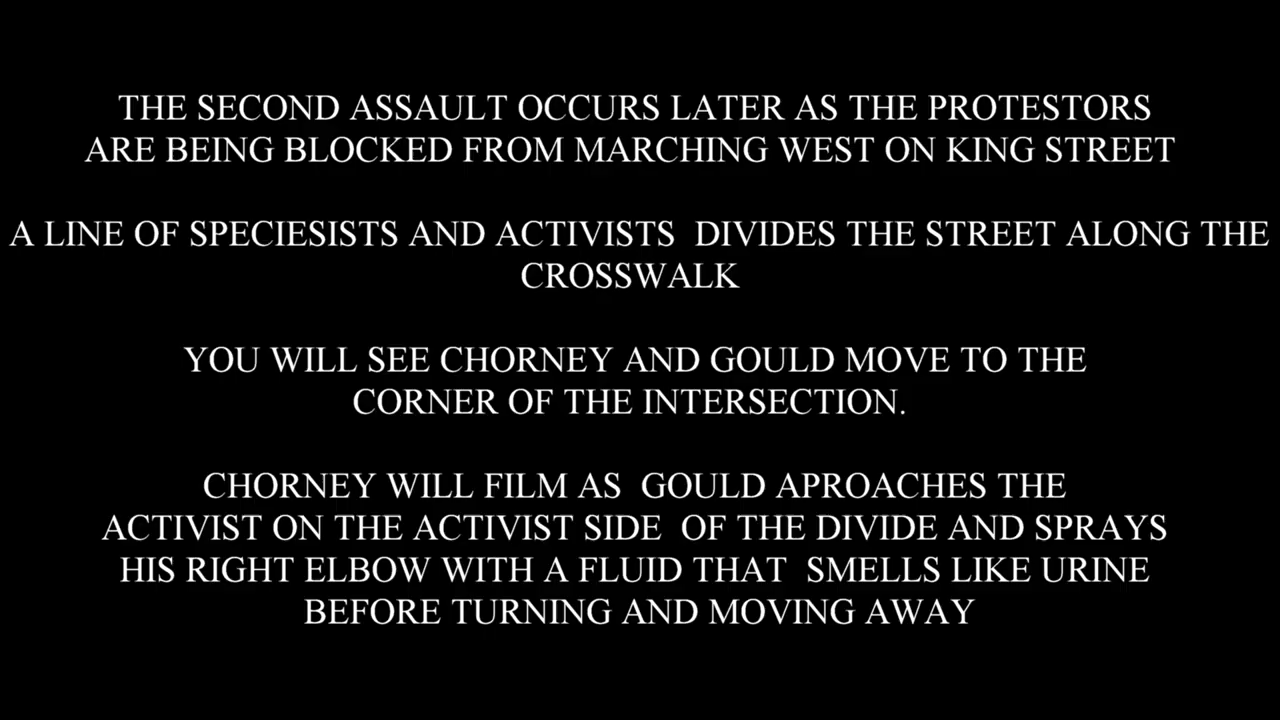 THE SECOND ASSAULT OCCURS LATER AS THE PROTESTORS
ARE BEING BLOCKED FROM MARCHING WEST ON KING STREET
A LINE OF SPECIESISTS AND ACTIVISTS  DIVIDES THE STREET ALONG THE
CROSSWALK
YOU WILL SEE CHORNEY AND GOULD MOVE TO THE
CORNER OF THE INTERSECTION.
CHORNEY WILL FILM AS  GOULD APROACHES THE
ACTIVIST ON THE ACTIVIST SIDE  OF THE DIVIDE AND SPRAYS
HIS RIGHT ELBOW WITH A FLUID THAT  SMELLS LIKE URINE
BEFORE TURNING AND MOVING AWAY